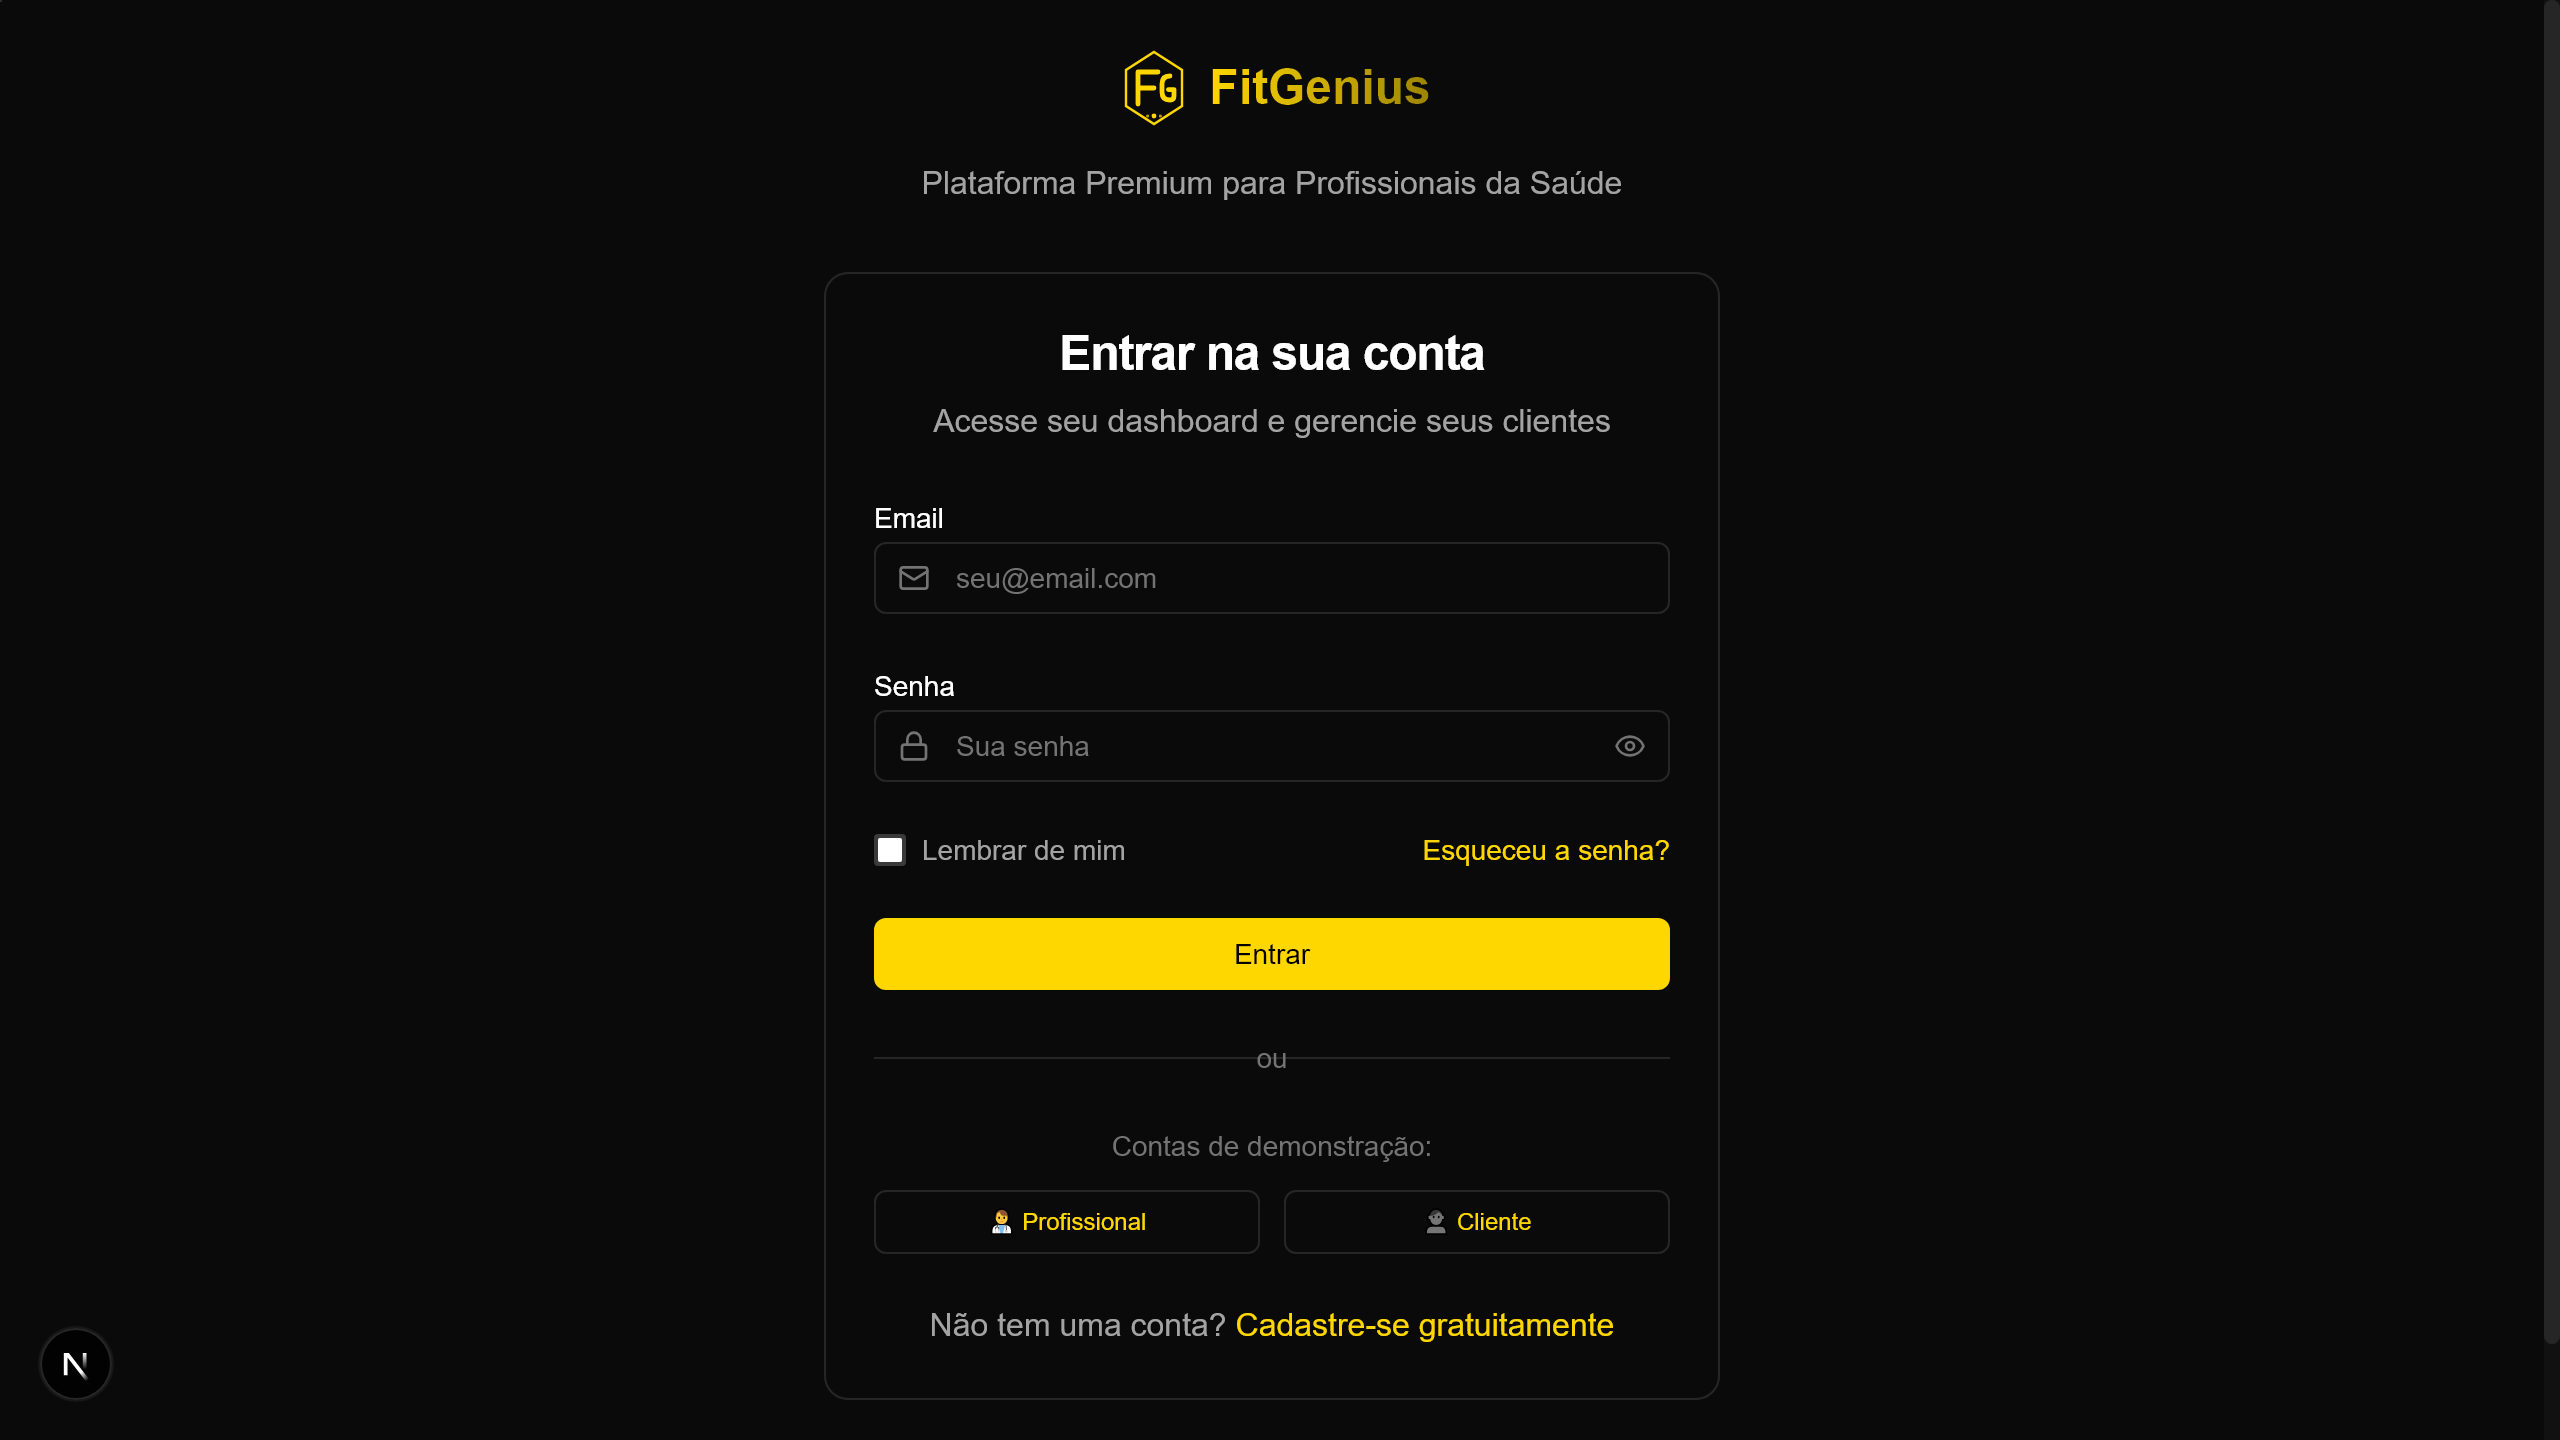 FG FitGenius
Plataforma Premium para Profissionais da Saúde
Entrar na sua conta
Acesse seu dashboard e gerencie seus clientes
Email
seu@email.com
Senha
Sua senha
Lembrar de mim Esqueceu a senha?
Entrar
ou
Contas de demonstração:
Profissional Cliente
Não tem uma conta? Cadastre-se gratuitamente
N